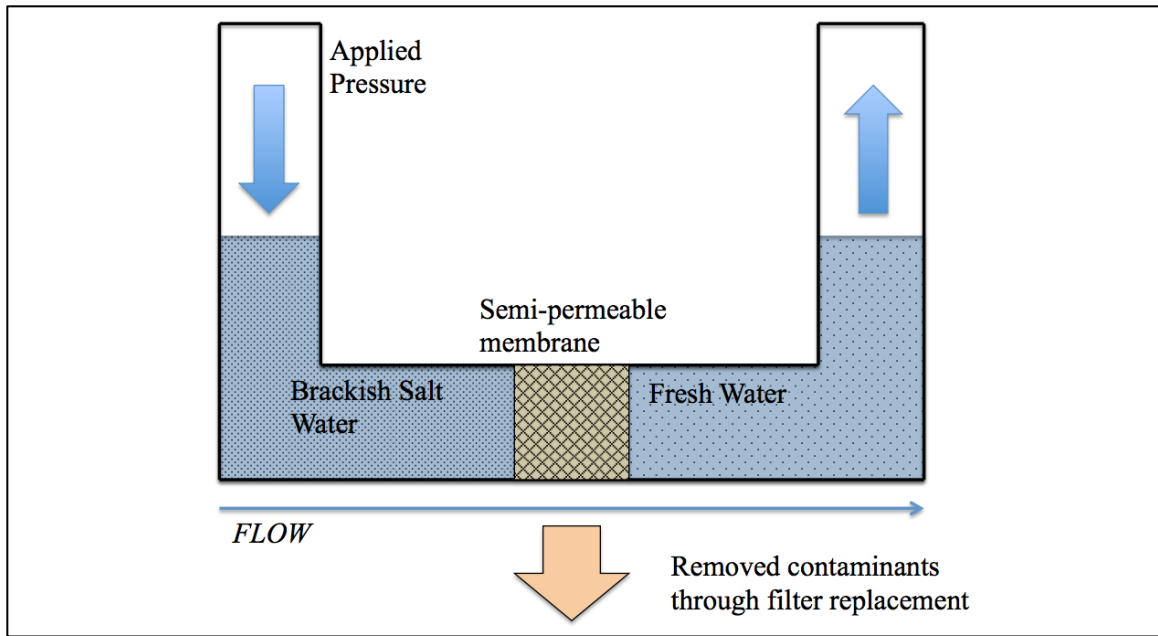 Applied
Pressure
Semi-permeable
membrane
Brackish Salt
Water
Fresh Water
FLOW
Removed contaminants
through filter replacement